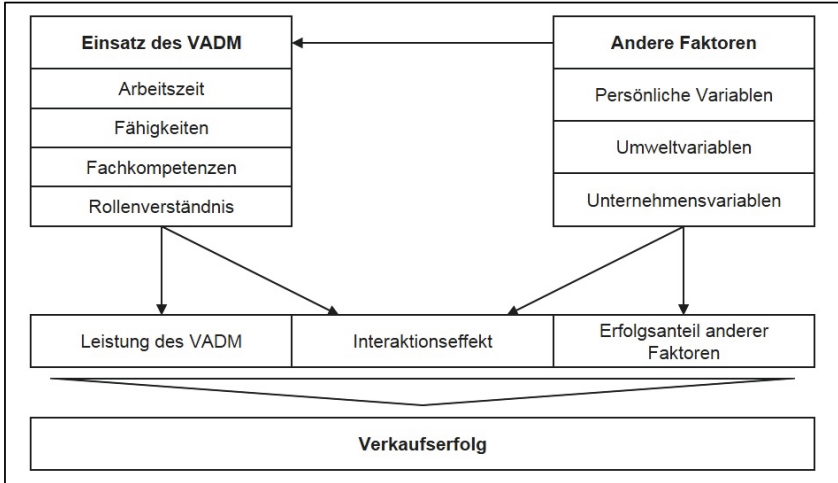 Einsatz des VADM
Arbeitszeit
Fähigkeiten
Fachkompetenzen
Rollenverständnis
Andere Faktoren
Persönliche Variablen
Umweltvariablen
Unternehmensvariablen
Leistung des VADM
Interaktionseffekt
Erfolgsanteil anderer
Faktoren
Verkaufserfolg